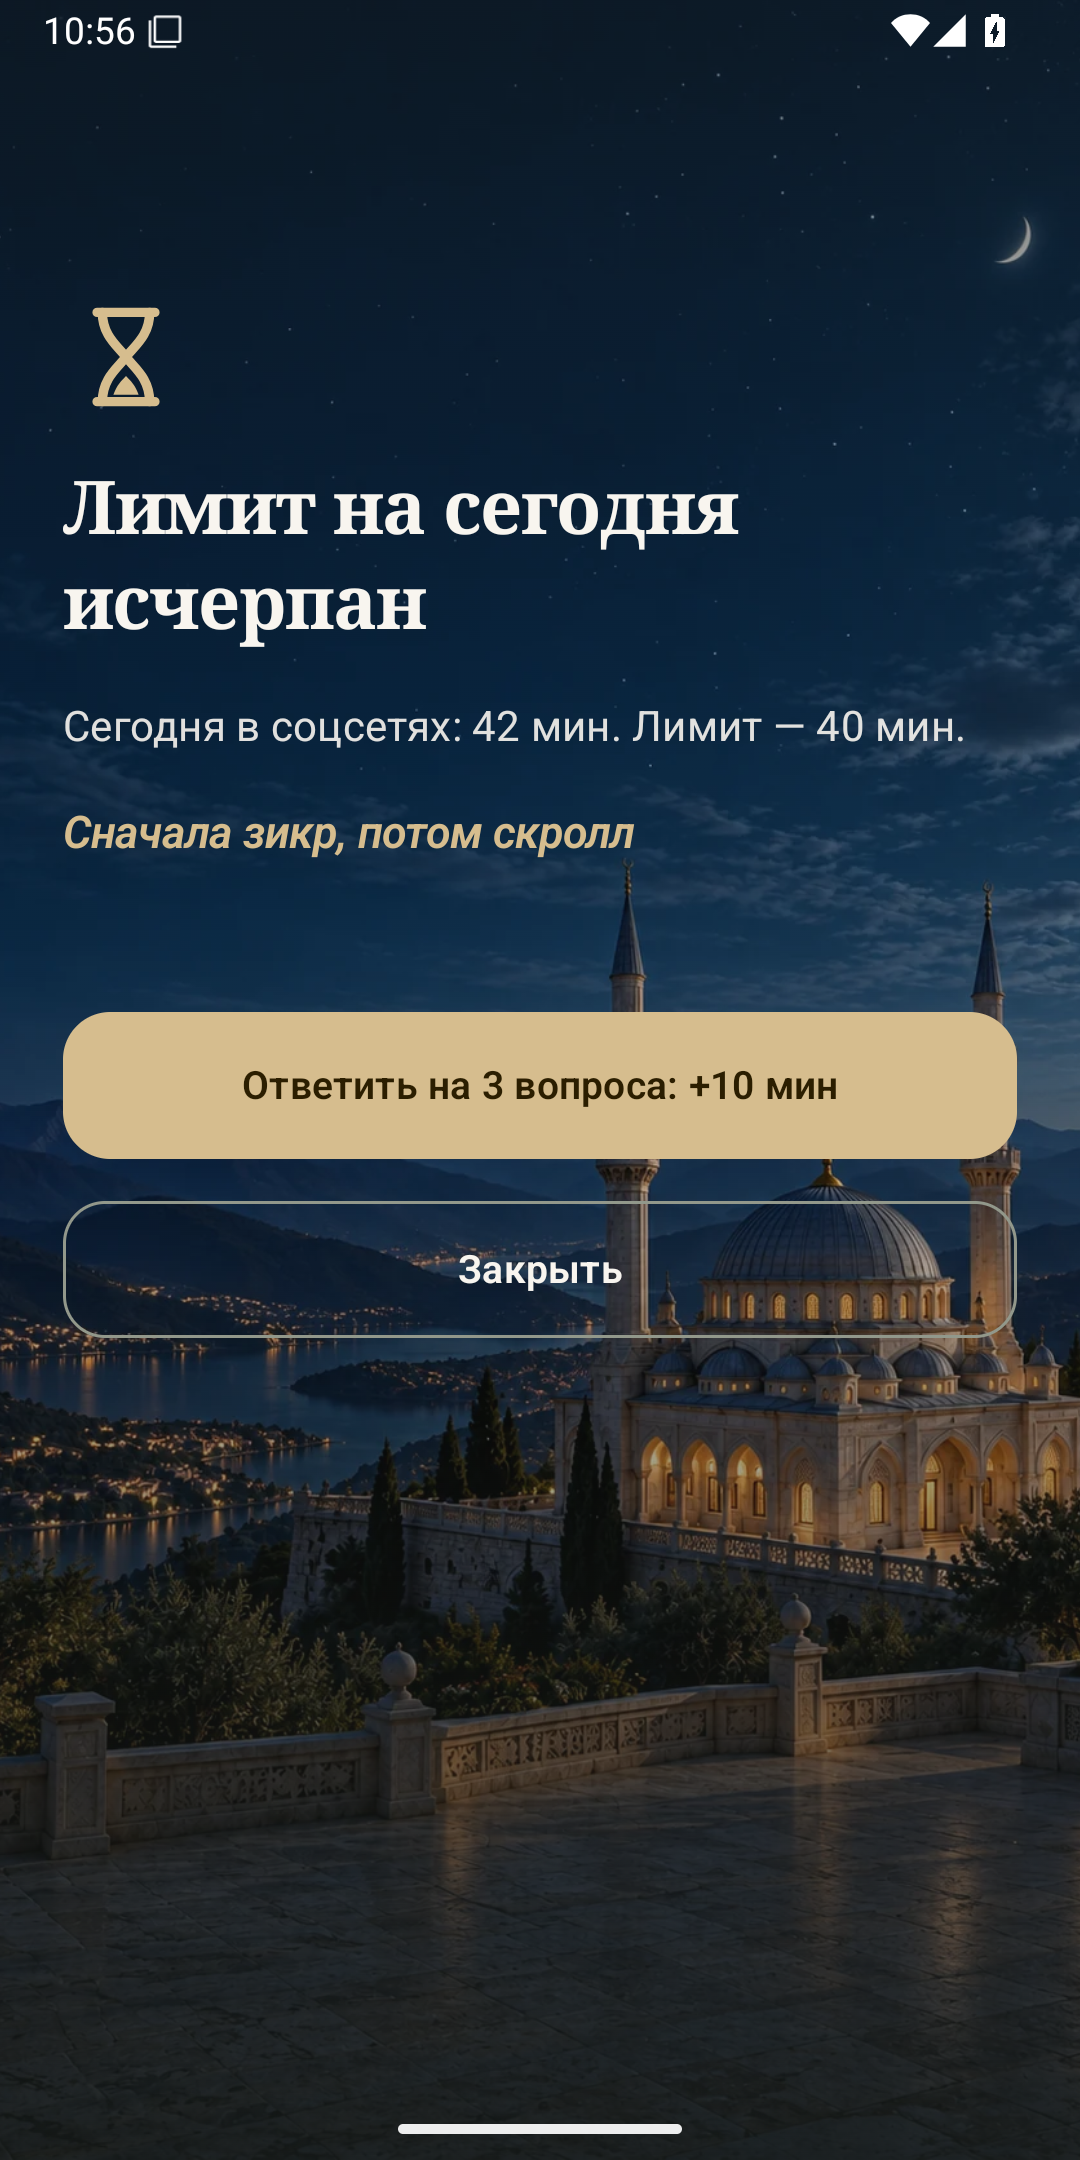 10:56
Лимит на сегодня
исчерпан
Сегодня в соцсетях: 42 мин. Лимит — 40 мин.
Сначала зикр, потом скролл
Ответить на 3 вопроса: +10 мин
Закрыть